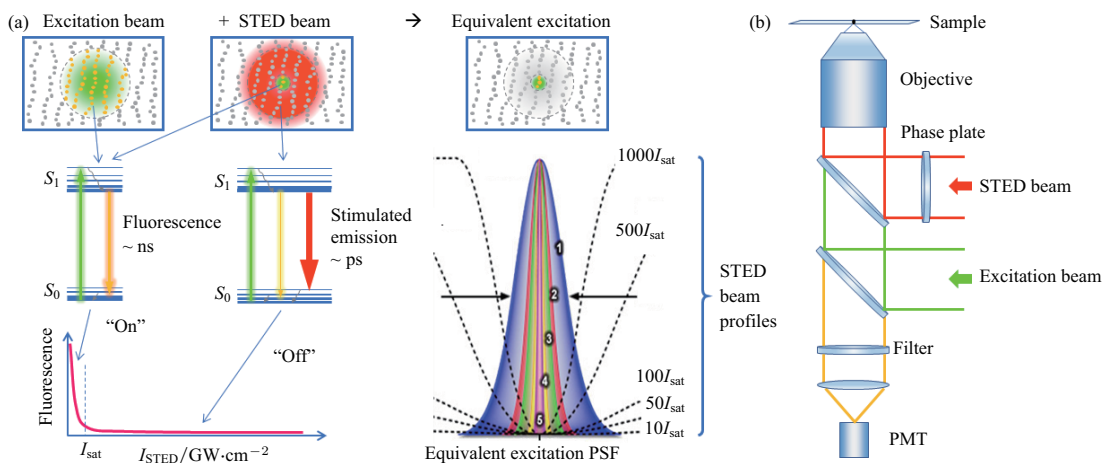 (a)
Excitation beam
+ STED beam
→
Equivalent excitation
S1
S0
Fluorescence
~ ns
S1
S0
Stimulated
emission
~ ps
"On"
"Off"
Fluorescence
Isat
ISTED/GW·cm−2
1000Isat
500Isat
100Isat
50Isat
10Isat
1
2
3
4
5
STED
beam
profiles
Equivalent excitation PSF
(b)
Sample
Objective
Phase plate
STED beam
Excitation beam
Filter
PMT